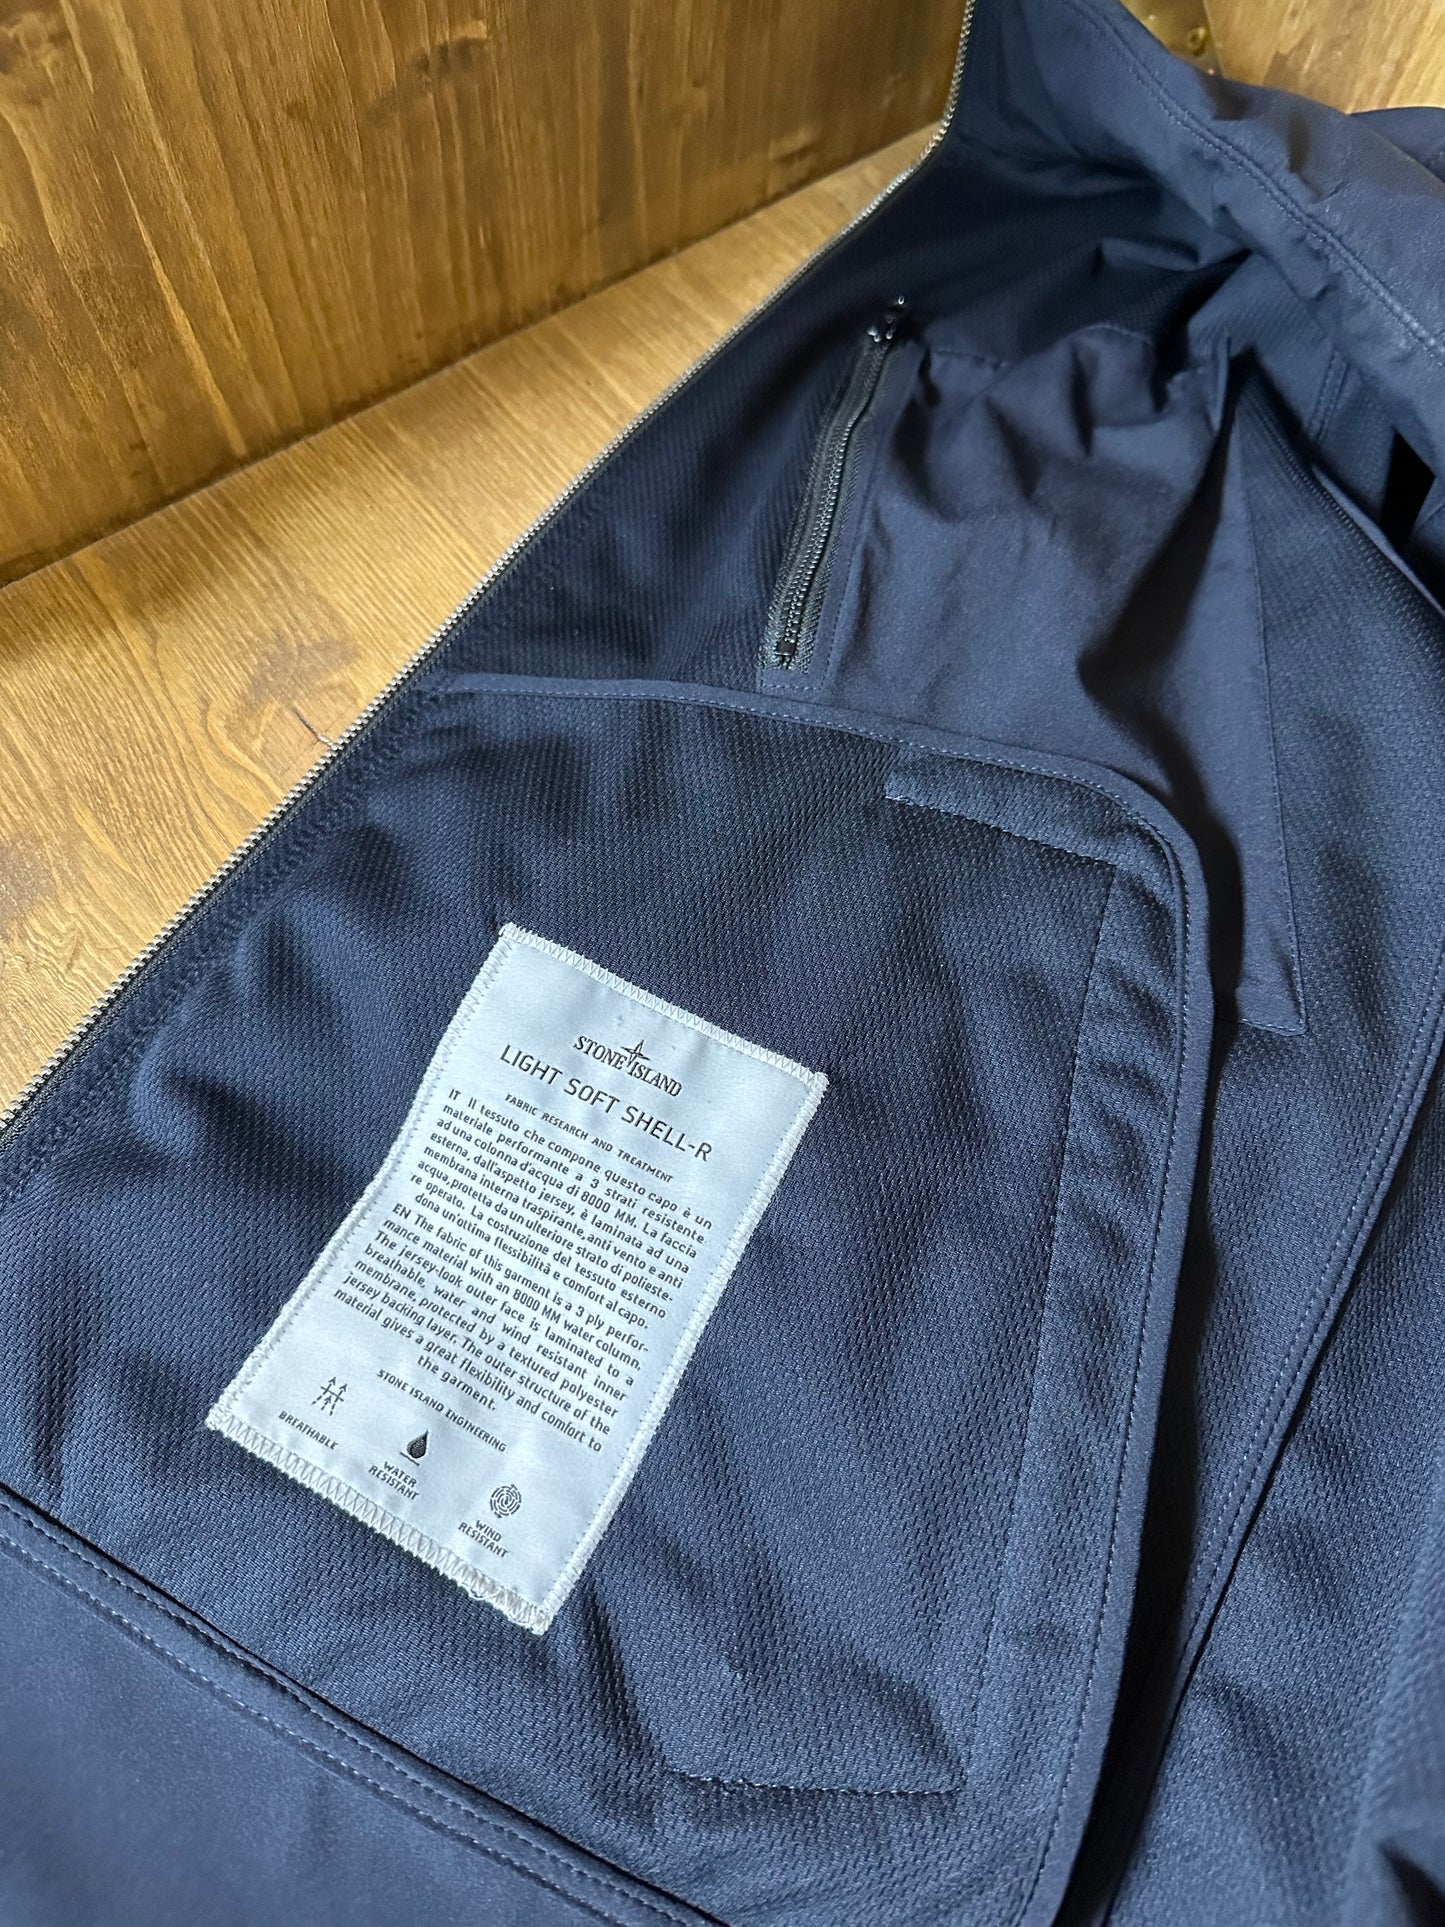 STONE ISLAND
LIGHT SOFT SHELL-R
FABRIC RESEARCH AND TREATMENT
IT Il tessuto che compone questo capo è un
materiale performante a 3 strati resistente
ad una colonna d'acqua di 8000 MM. La faccia
esterna, dall'aspetto jersey, è laminata ad una
membrana interna traspirante, anti vento e anti
acqua, protetta da un ulteriore strato di polieste-
re operato. La costruzione del tessuto esterno
dona un'ottima flessibilità e comfort al capo.
EN The fabric of this garment is a 3 ply perfor-
mance material with an 8000 MM water column.
The jersey-look outer face is laminated to a
breathable, water and wind resistant inner
membrane, protected by a textured polyester
jersey backing layer. The outer structure of the
material gives a great flexibility and comfort to
the garment.
STONE ISLAND ENGINEERING
BREATHABLE
WATER
RESISTANT
WIND
RESISTANT